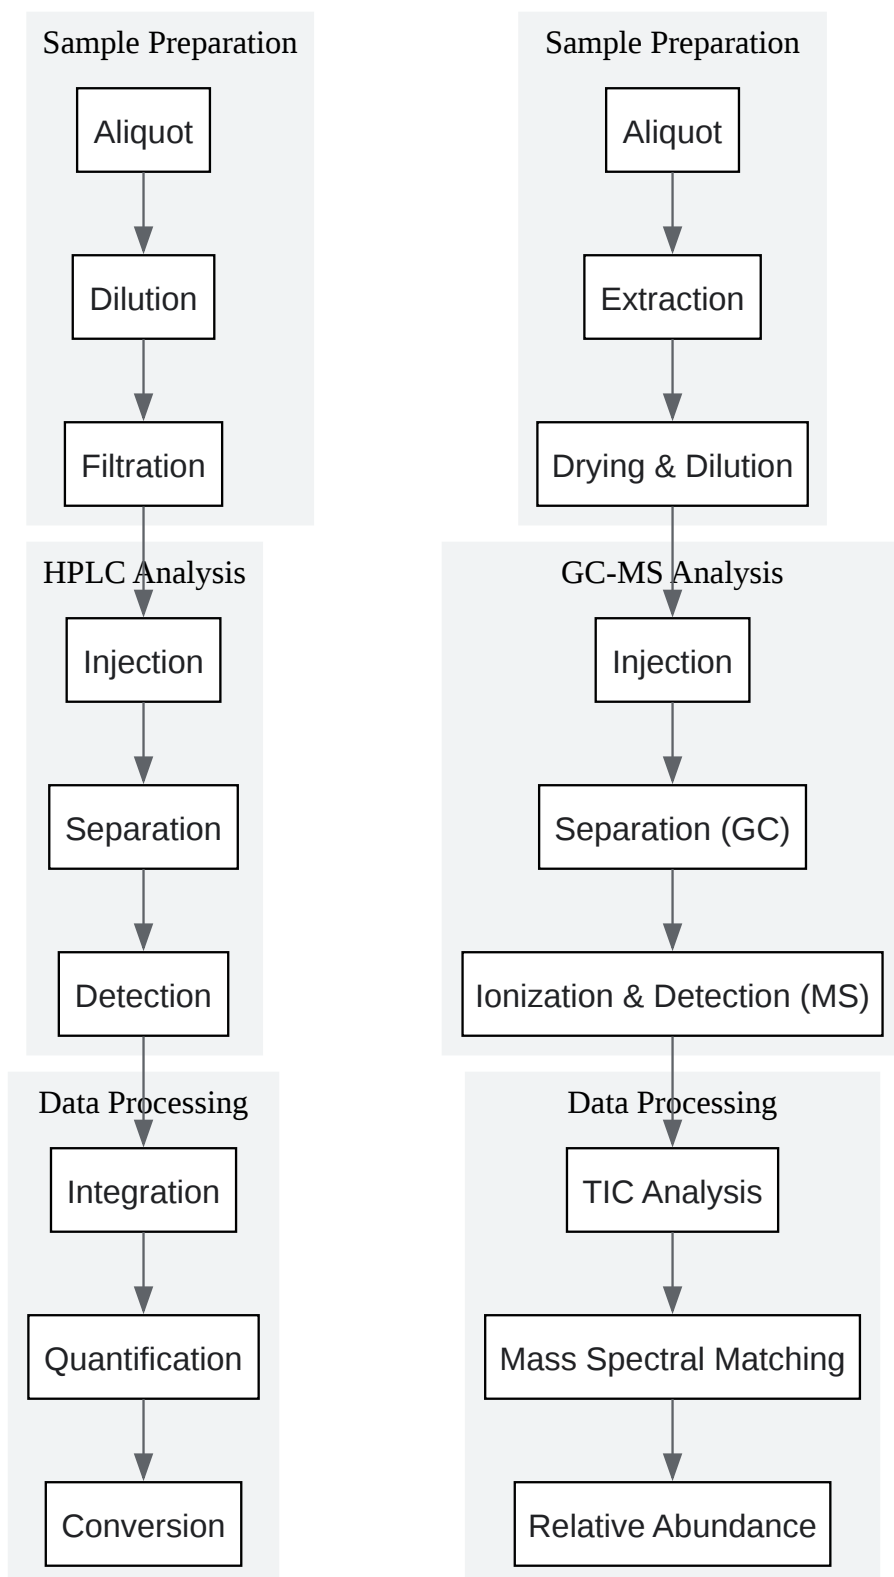 Sample Preparation
Aliquot
Dilution
Filtration
HPLC Analysis
Injection
Separation
Detection
Data Processing
Integration
Quantification
Conversion
Sample Preparation
Aliquot
Extraction
Drying & Dilution
GC-MS Analysis
Injection
Separation (GC)
Ionization & Detection (MS)
Data Processing
TIC Analysis
Mass Spectral Matching
Relative Abundance